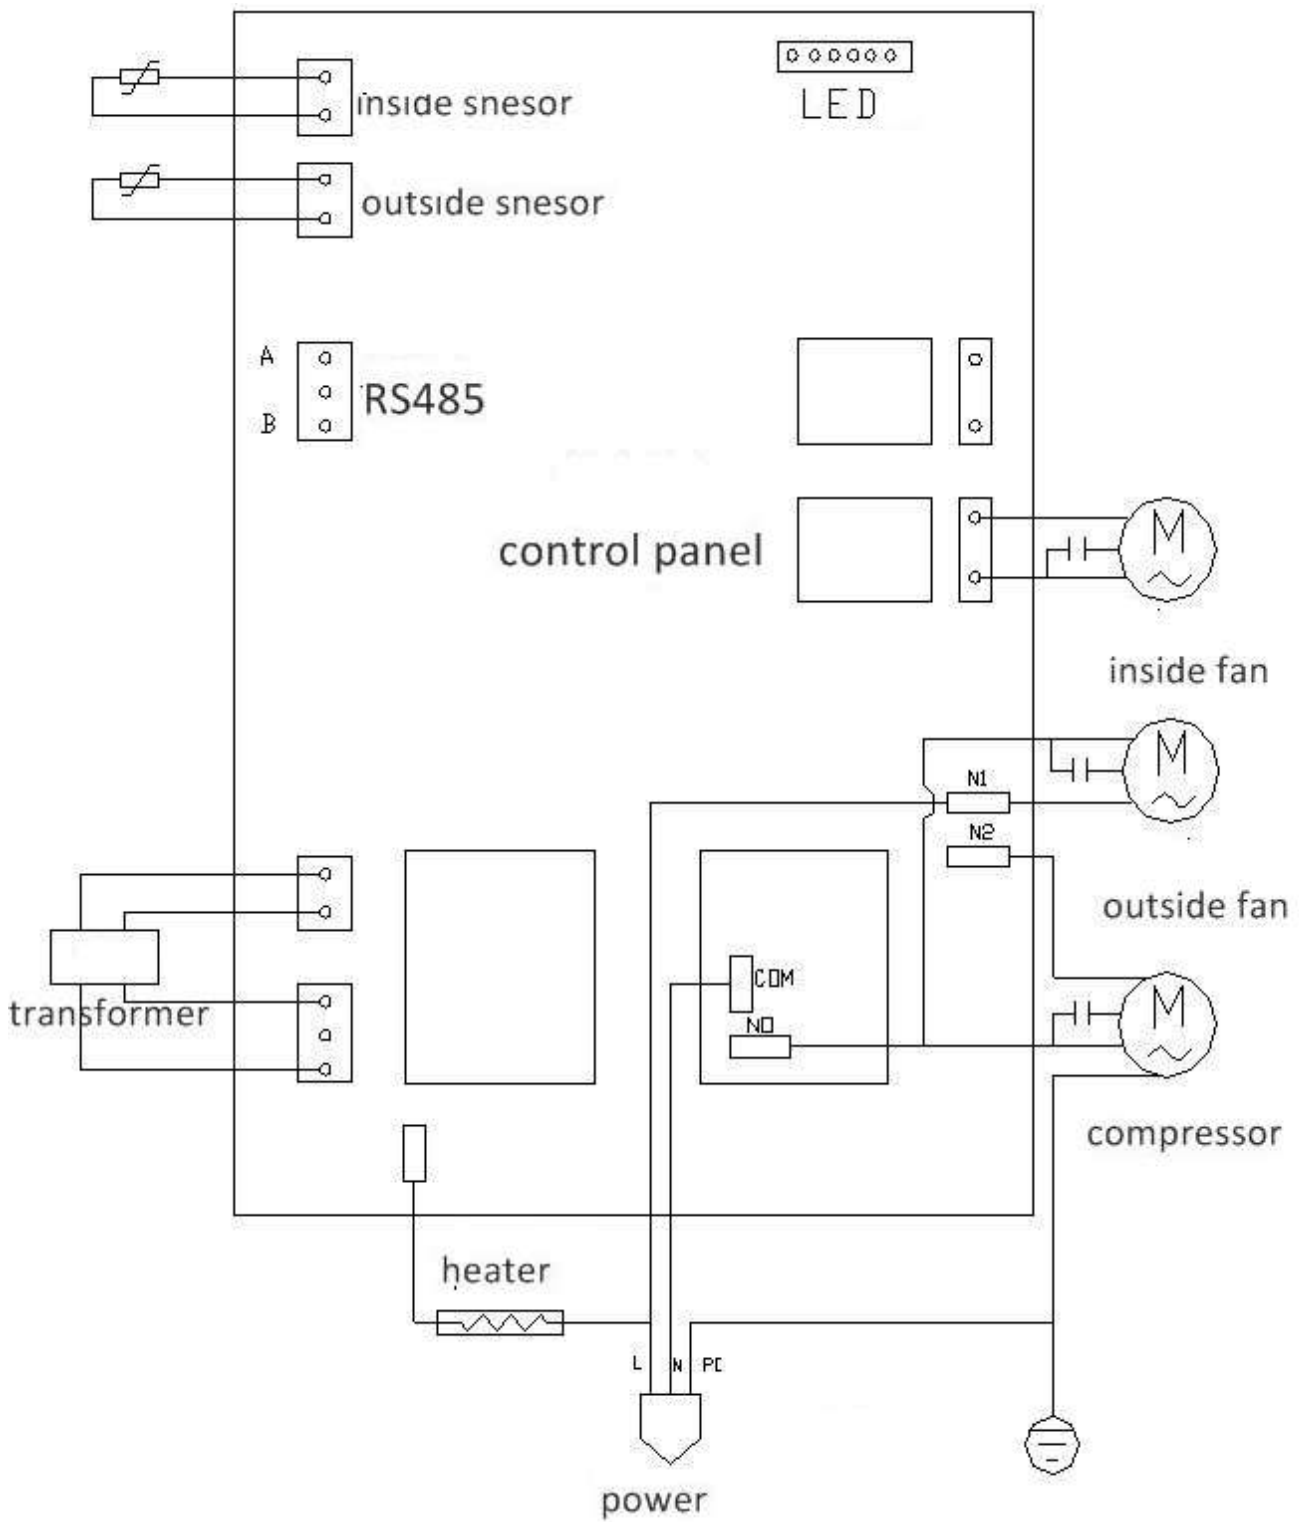 inside snesor
LED
outside snesor
A
RS485
B
control panel
M
inside fan
M
N1
N2
outside fan
COM
M
transformer
NO
compressor
heater
L N PE
power